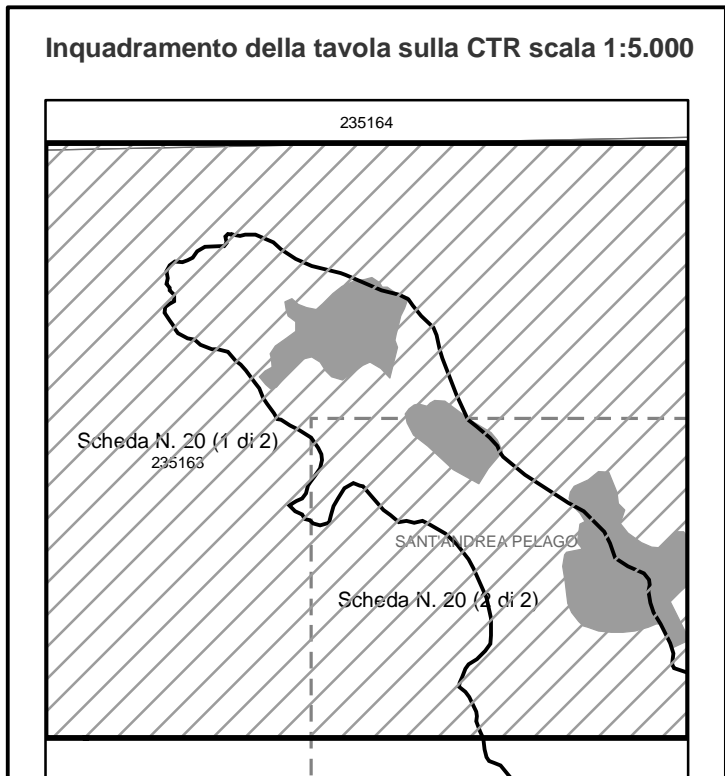 Inquadramento della tavola sulla CTR scala 1:5.000
235164
Scheda N. 20 (1 di 2)
235163
SANT'ANDREA PELAGO
Scheda N. 20 (2 di 2)